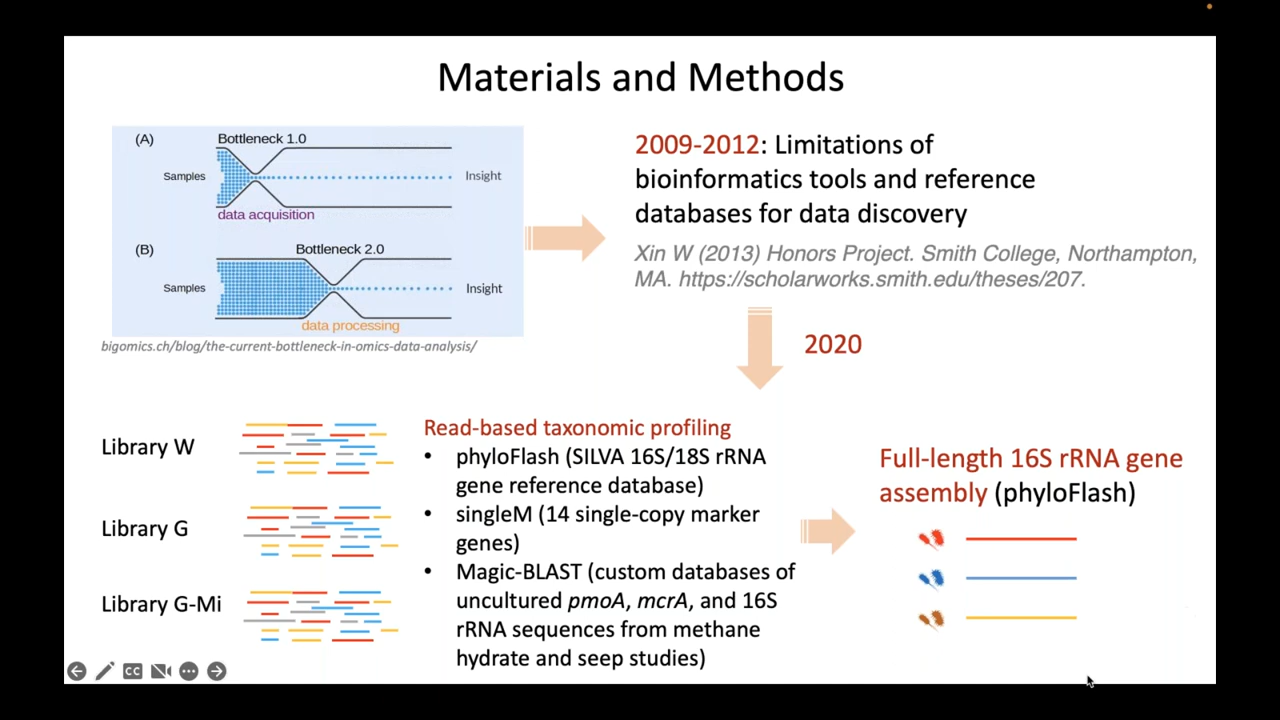 Materials and Methods
(A)
Bottleneck 1.0
Samples
Insight
data acquisition
(B)
Bottleneck 2.0
Samples
Insight
data processing
bigomics.ch/blog/the-current-bottleneck-in-omics-data-analysis/
2009-2012: Limitations of
bioinformatics tools and reference
databases for data discovery
Xin W (2013) Honors Project. Smith College, Northampton,
MA. https://scholarworks.smith.edu/theses/207.
2020
Library W
Library G
Library G-Mi
Read-based taxonomic profiling
• phyloFlash (SILVA 16S/18S rRNA
gene reference database)
• singleM (14 single-copy marker
genes)
• Magic-BLAST (custom databases of
uncultured pmoA, mcrA, and 16S
rRNA sequences from methane
hydrate and seep studies)
Full-length 16S rRNA gene
assembly (phyloFlash)
CC